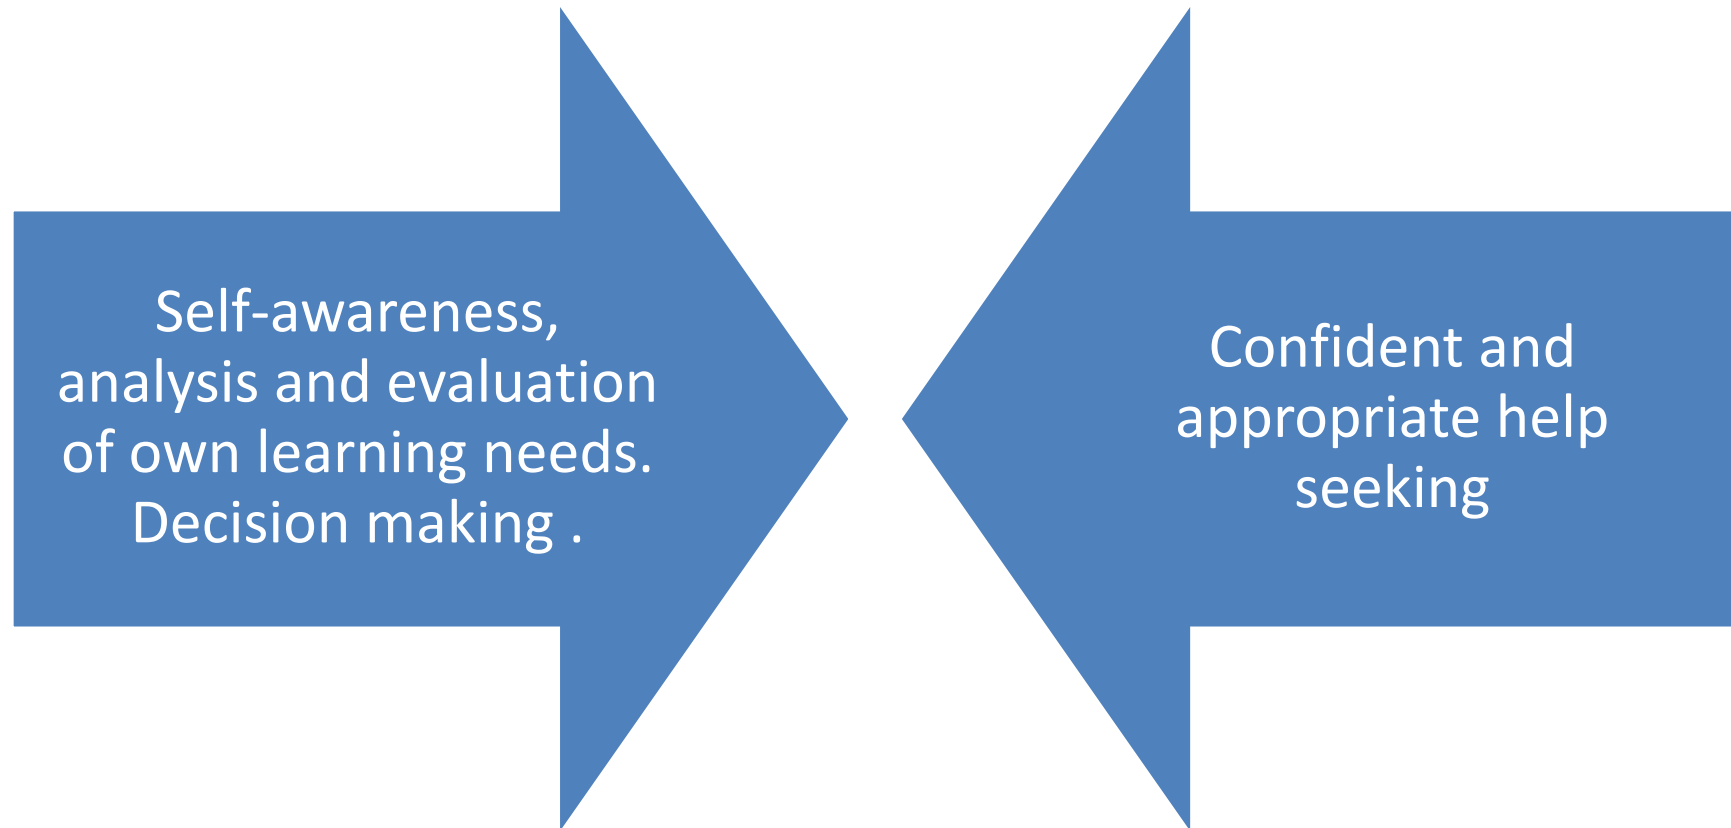 Self-awareness,
analysis and evaluation
of own learning needs.
Decision making .
Confident and
appropriate help
seeking